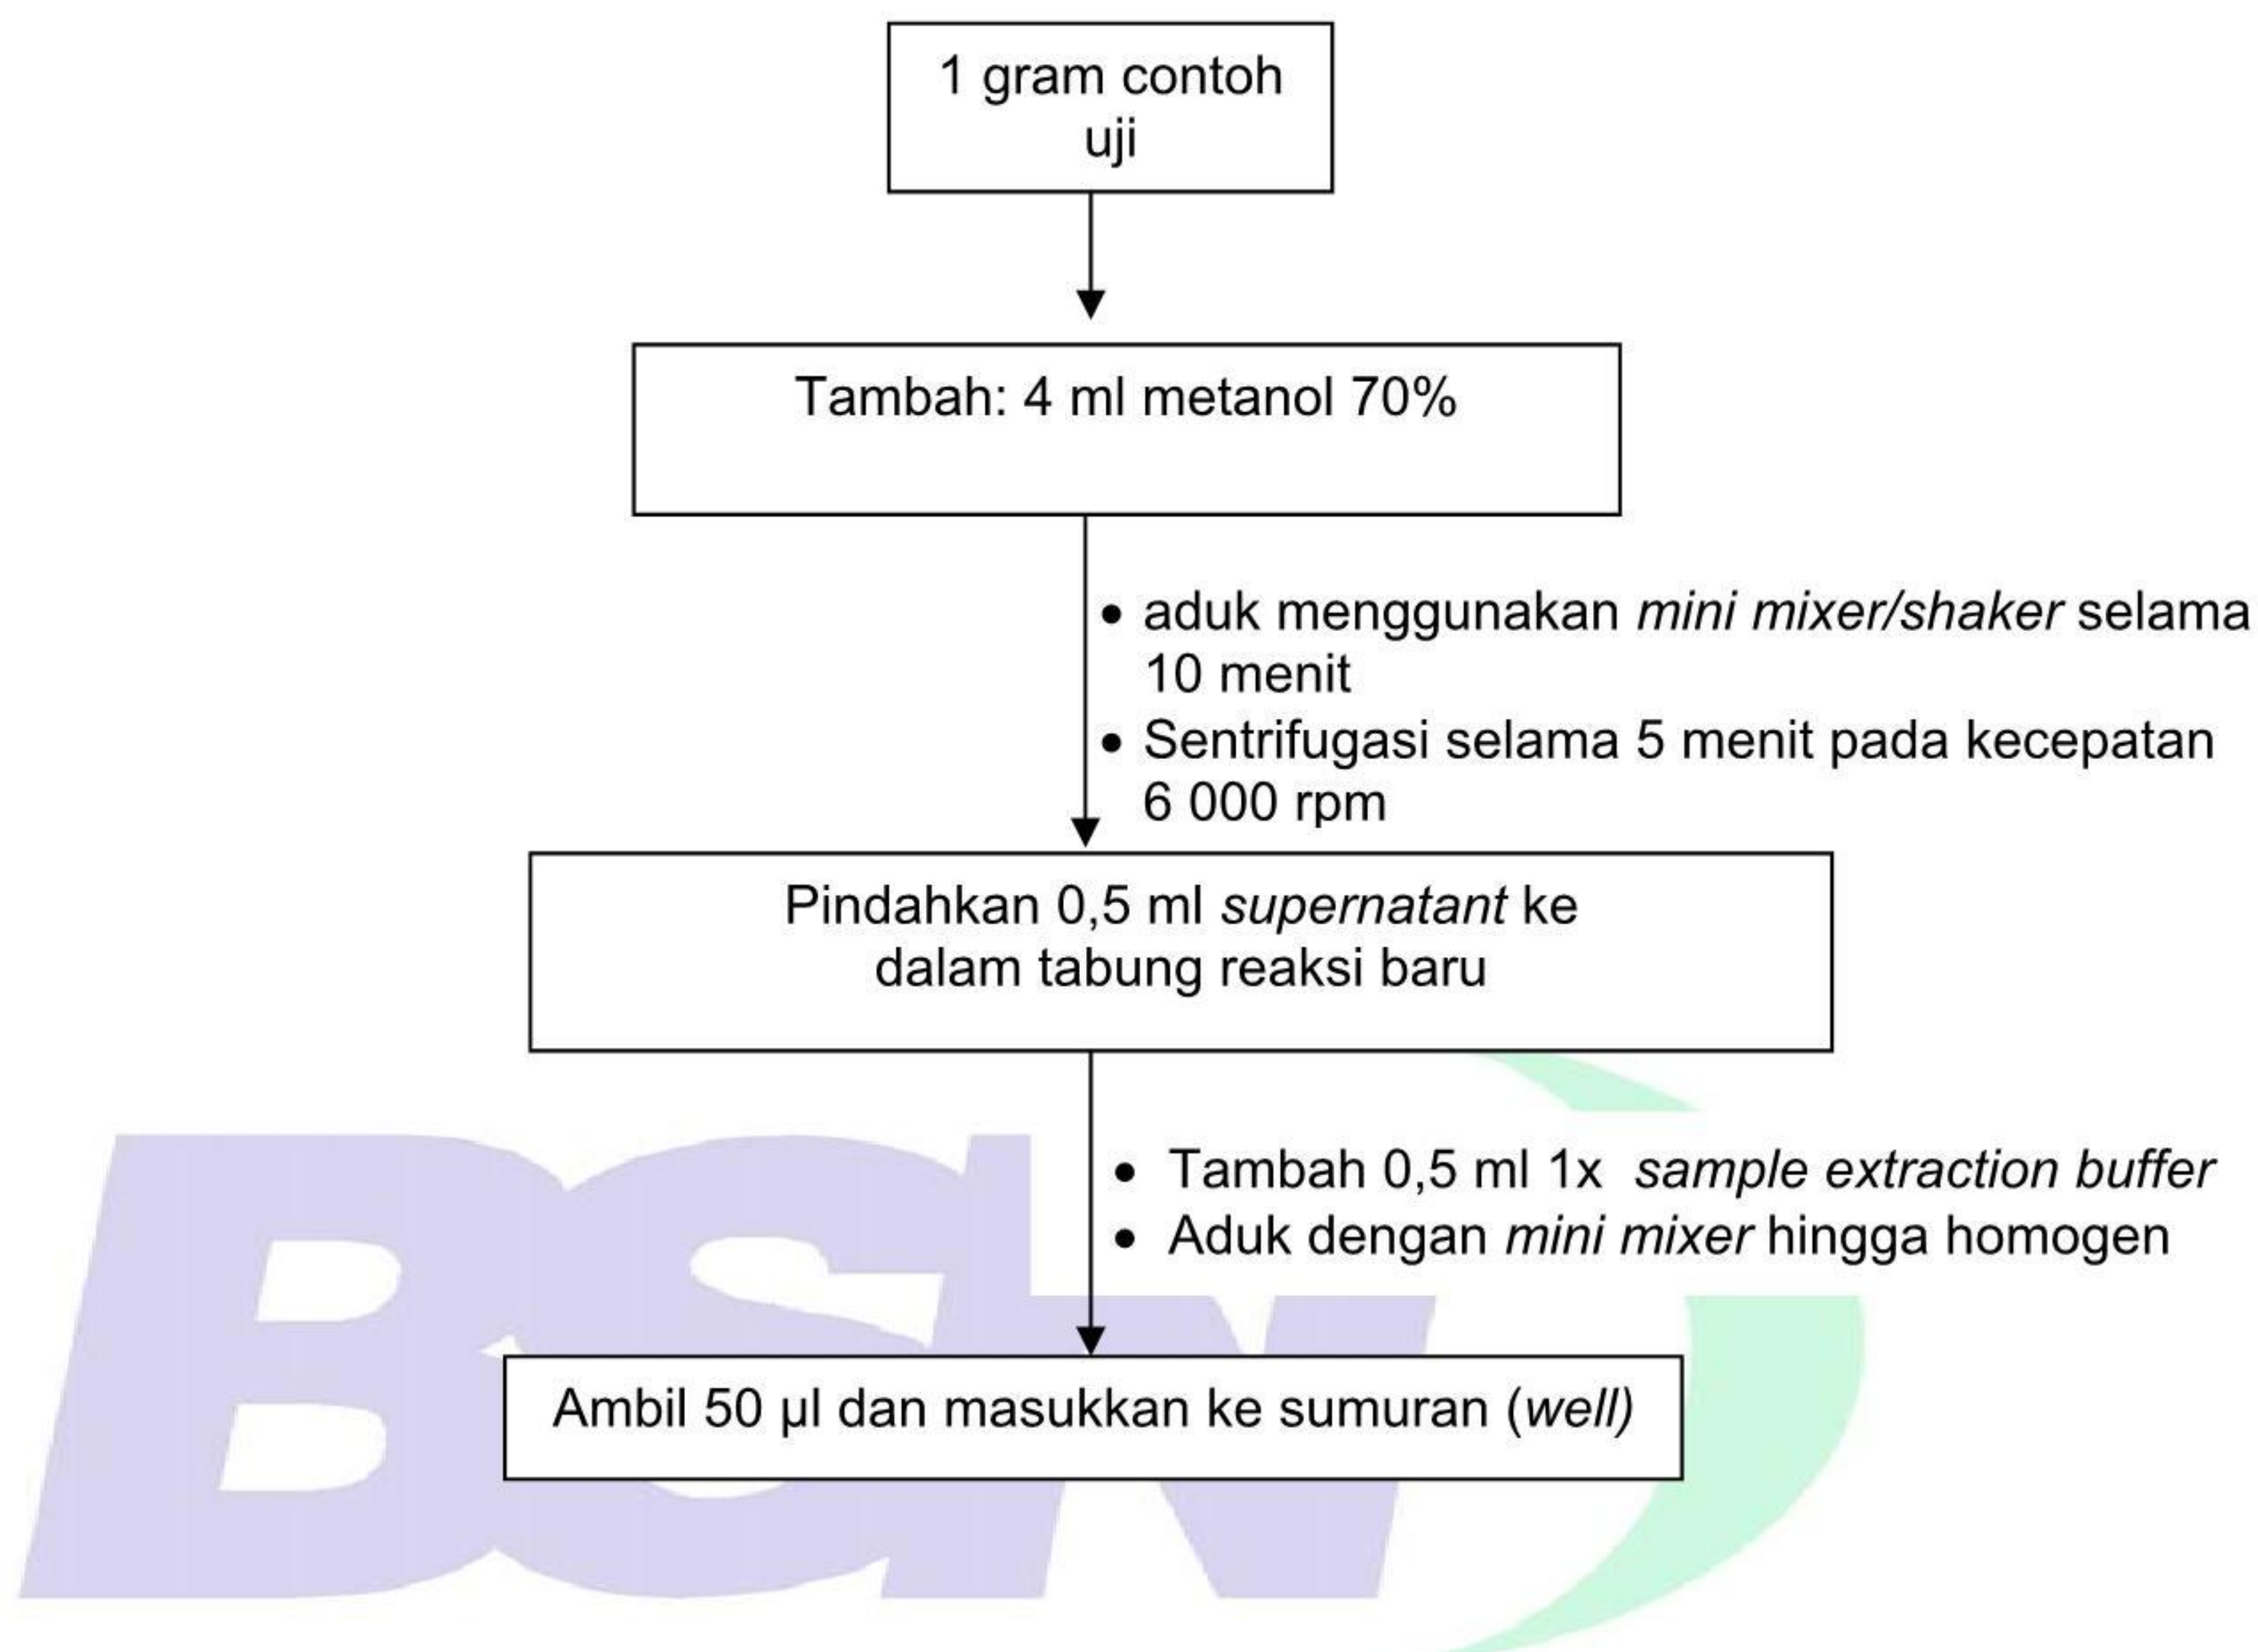 1 gram contoh
uji
Tambah: 4 ml metanol 70%
• aduk menggunakan mini mixer/shaker selama
10 menit
• Sentrifugasi selama 5 menit pada kecepatan
6 000 rpm
Pindahkan 0,5 ml supernatant ke
dalam tabung reaksi baru
• Tambah 0,5 ml 1x sample extraction buffer
• Aduk dengan mini mixer hingga homogen
Ambil 50 µl dan masukkan ke sumuran (well)
BSN